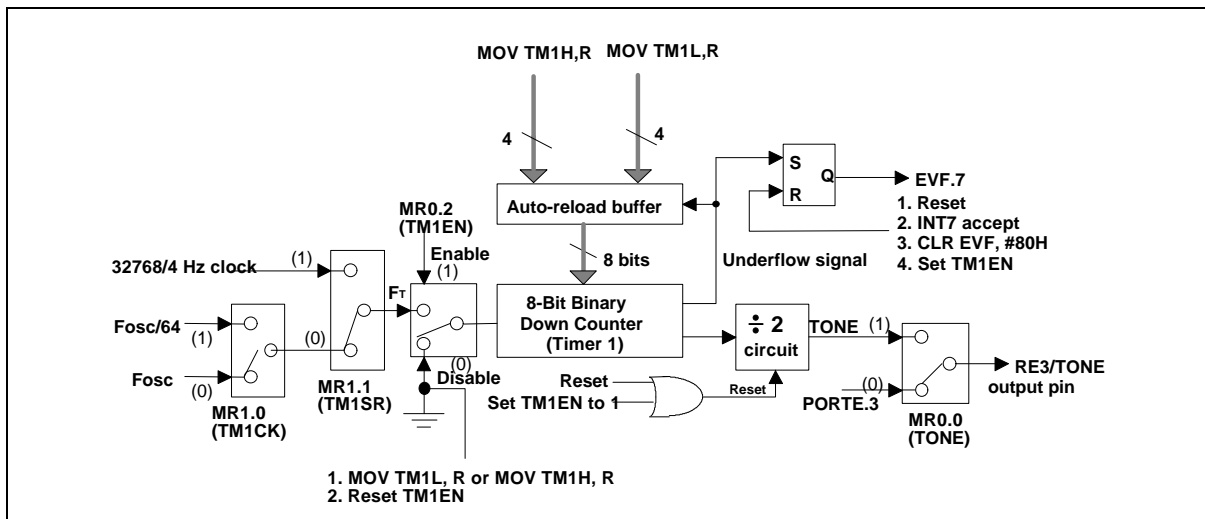 MOV TM1H,R
MOV TM1L,R
4
4
S
Q
R
EVF.7
1. Reset
2. INT7 accept
3. CLR EVF, #80H
4. Set TM1EN
Auto-reload buffer
MR0.2
(TM1EN)
Enable
(1)
8 bits
Underflow signal
32768/4 Hz clock
(1)
FT
8-Bit Binary
Down Counter
(Timer 1)
÷ 2
circuit
TONE
(1)
Fosc/64
(1)
(0)
Fosc
(0)
MR1.0
(TM1CK)
MR1.1
(TM1SR)
(0)
Disable
Reset
Set TM1EN to 1
Reset
(0)
PORTE.3
RE3/TONE
output pin
MR0.0
(TONE)
1. MOV TM1L, R or MOV TM1H, R
2. Reset TM1EN